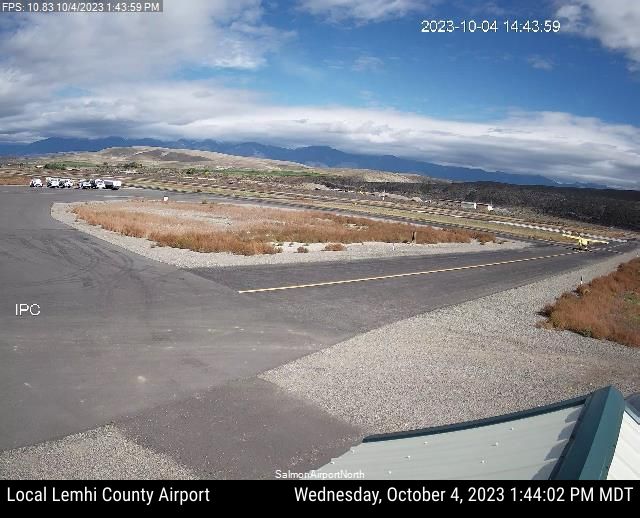 FPS: 10.83 10/4/2023 1:43:59 PM
2023-10-04 14:43:59
IPC
SalmonAirportNorth
Local Lemhi County Airport
Wednesday, October 4, 2023 1:44:02 PM MDT